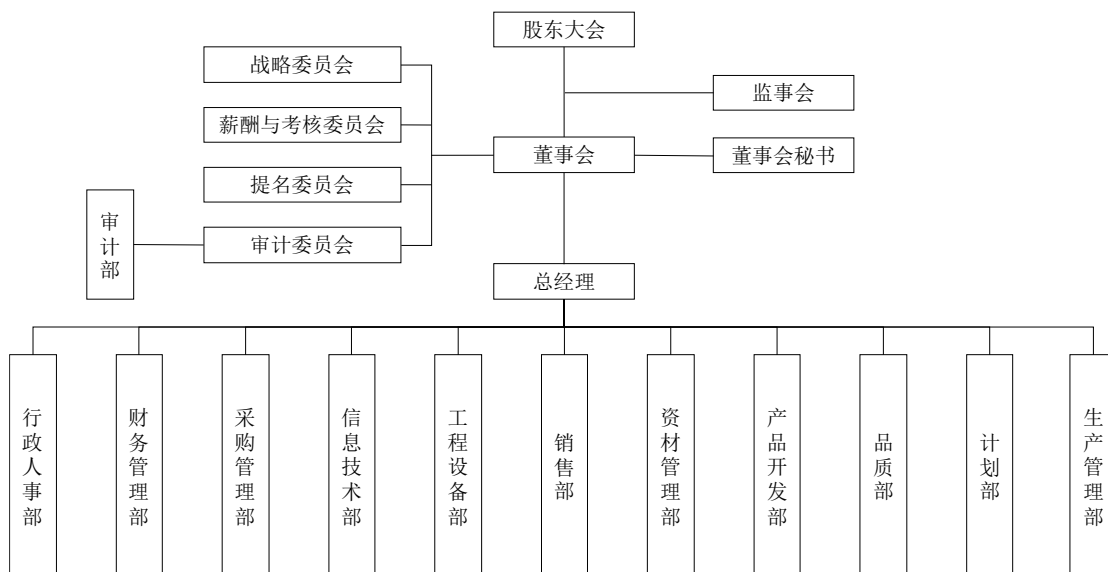 股东大会
战略委员会
监事会
薪酬与考核委员会
董事会
董事会秘书
提名委员会
审计部
审计委员会
总经理
行政人事部
财务管理部
采购管理部
信息技术部
工程设备部
销售部
资材管理部
产品开发部
品质部
计划部
生产管理部